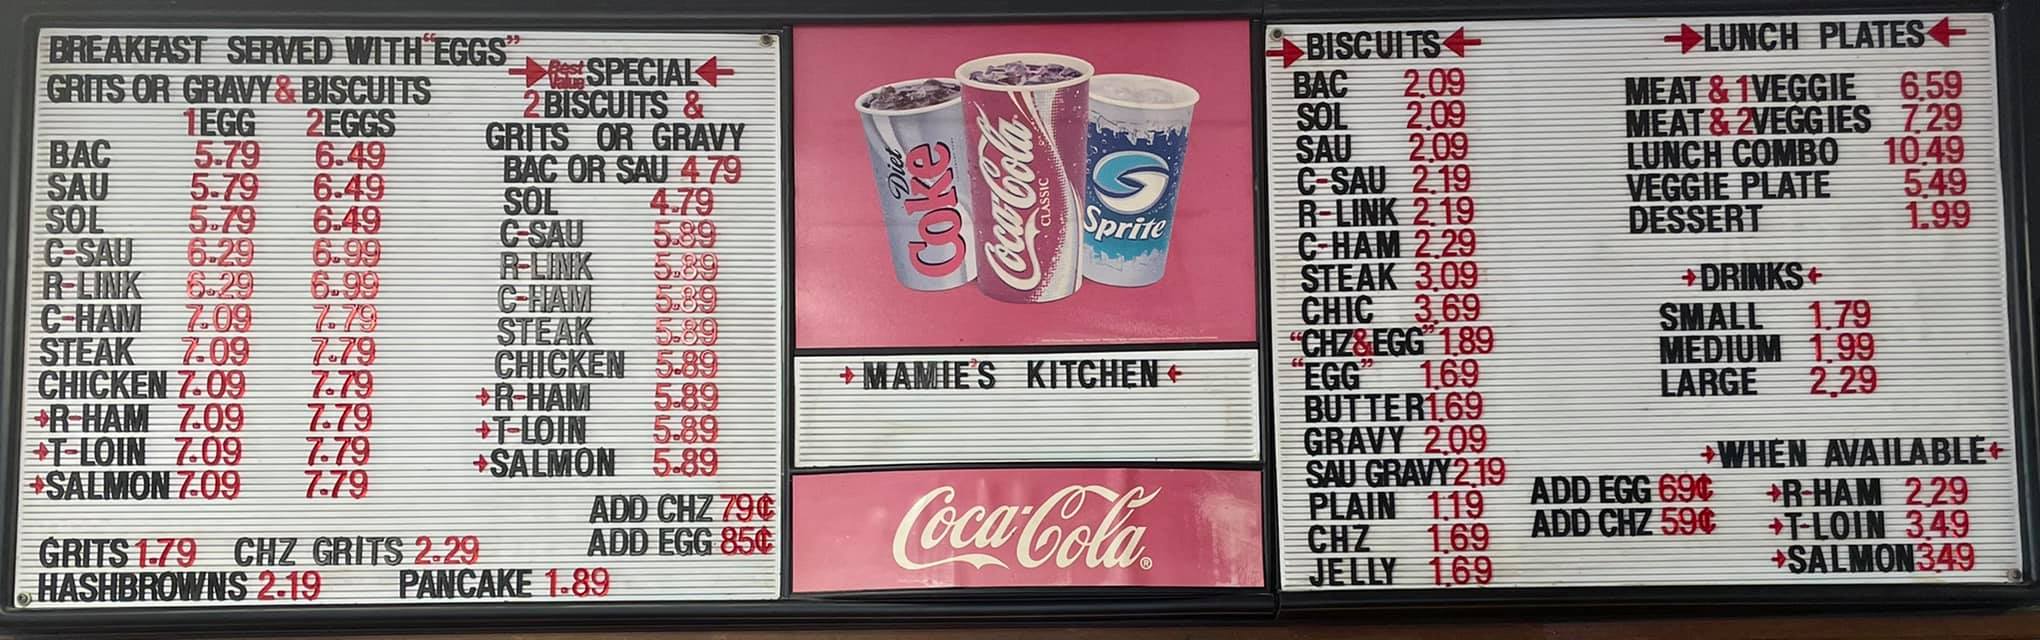 BREAKFAST SERVED WITH "EGGS"
GRITS OR GRAVY & BISCUITS
1EGG 2EGGS
BAC 5.79 6.49
SAU 5.79 6.49
SOL 5.79 6.49
C-SAU 6.29 6.99
R-LINK 6.29 6.99
C-HAM 7.09 7.79
STEAK 7.09 7.79
CHICKEN 7.09 7.79
R-HAM 7.09 7.79
T-LOIN 7.09 7.79
SALMON 7.09 7.79
GRITS 1.79 CHZ GRITS 2.29
HASHBROWNS 2.19 PANCAKE 1.89
Best Value SPECIAL
2 BISCUITS &
GRITS OR GRAVY
BAC OR SAU 4.79
SOL 4.79
C-SAU 5.89
R-LINK 5.89
C-HAM 5.89
STEAK 5.89
CHICKEN 5.89
R-HAM 5.89
T-LOIN 5.89
SALMON 5.89
ADD CHZ 79¢
ADD EGG 85¢
Diet Coke
Coca-Cola CLASSIC
Sprite
MAMIE'S KITCHEN
Coca-Cola®
BISCUITS
BAC 2.09
SOL 2.09
SAU 2.09
C-SAU 2.19
R-LINK 2.19
C-HAM 2.29
STEAK 3.09
CHIC 3.69
"CHZ&EGG" 1.89
"EGG" 1.69
BUTTER 1.69
GRAVY 2.09
SAU GRAVY 2.19
PLAIN 1.19
CHZ 1.69
JELLY 1.69
ADD EGG 69¢
ADD CHZ 59¢
LUNCH PLATES
MEAT & 1 VEGGIE 6.59
MEAT & 2 VEGGIES 7.29
LUNCH COMBO 10.49
VEGGIE PLATE 5.49
DESSERT 1.99
DRINKS
SMALL 1.79
MEDIUM 1.99
LARGE 2.29
WHEN AVAILABLE
R-HAM 2.29
T-LOIN 3.49
SALMON 3.49